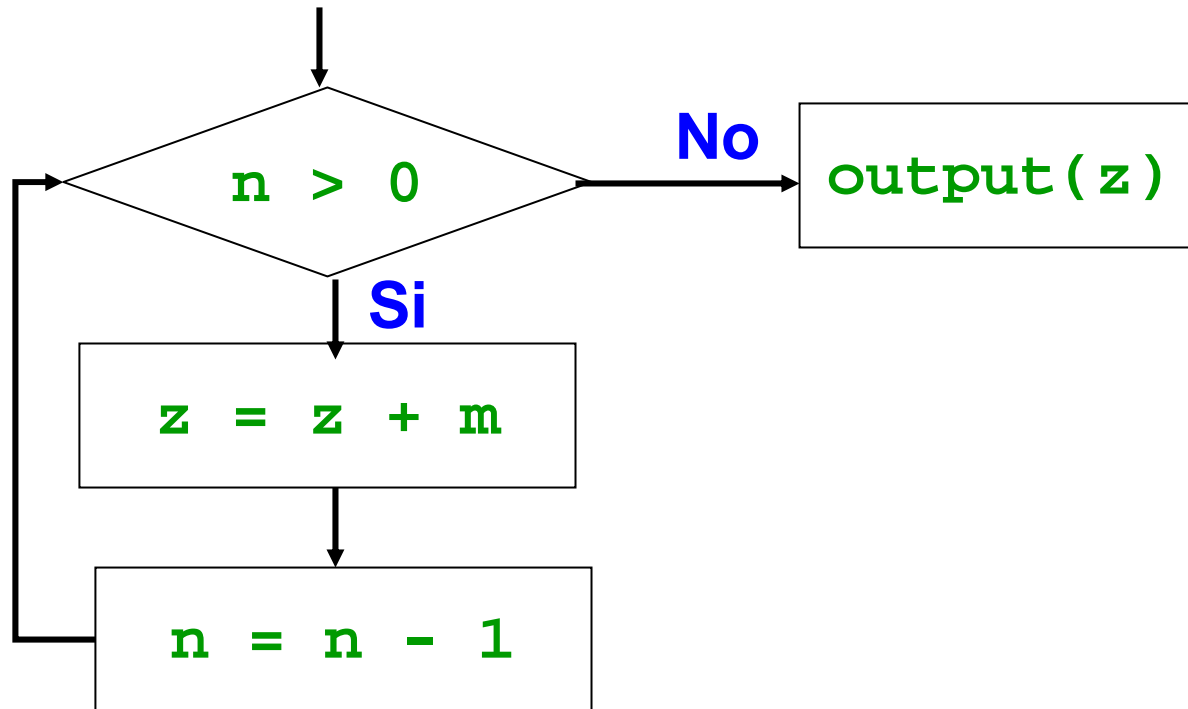 n > 0
No
output(z)
Si
z = z + m
n = n - 1